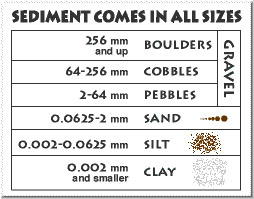 SEDIMENT COMES IN ALL SIZES
256 mm
and up
BOULDERS
64-256 mm
COBBLES
2-64 mm
PEBBLES
GRAVEL
0.0625-2 mm
SAND
0.002-0.0625 mm
SILT
0.002 mm
and smaller
CLAY